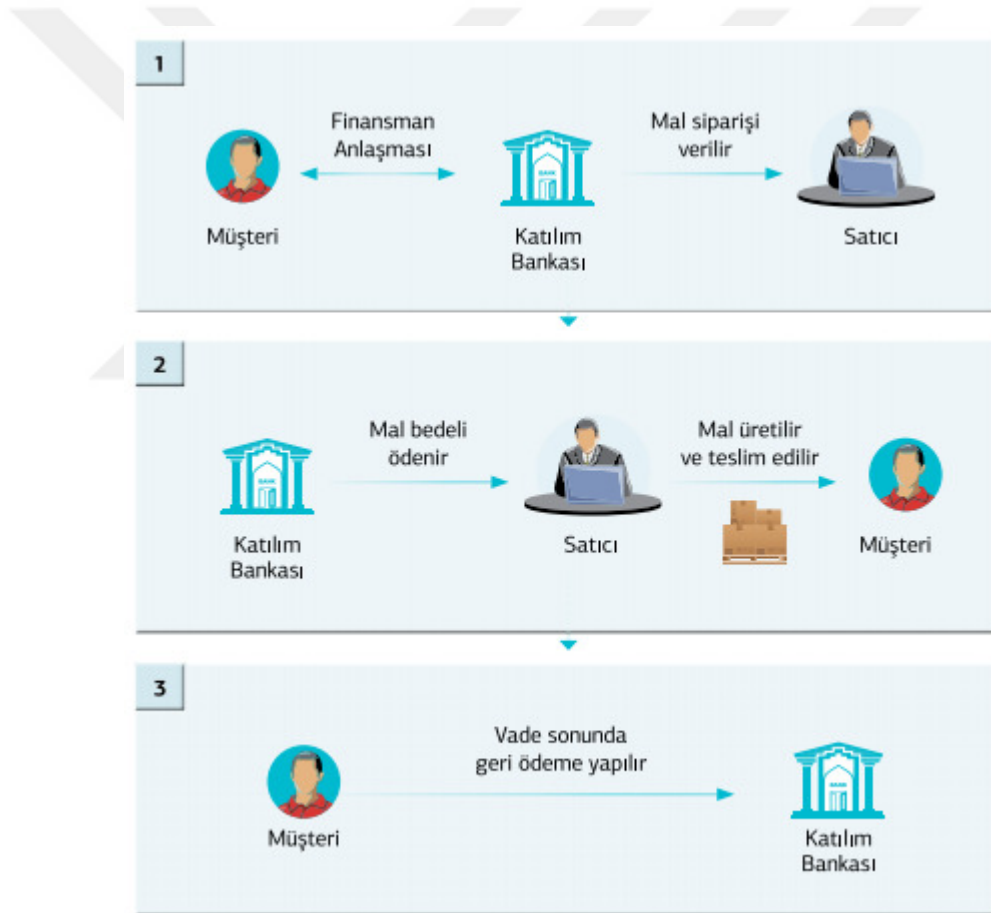 1
Finansman
Anlaşması
Mal siparişi
verilir
Müşteri
Katılım
Bankası
Satıcı
2
Mal bedeli
ödenir
Mal üretilir
ve teslim edilir
Katılım
Bankası
Satıcı
Müşteri
3
Vade sonunda
geri ödeme yapılır
Müşteri
Katılım
Bankası